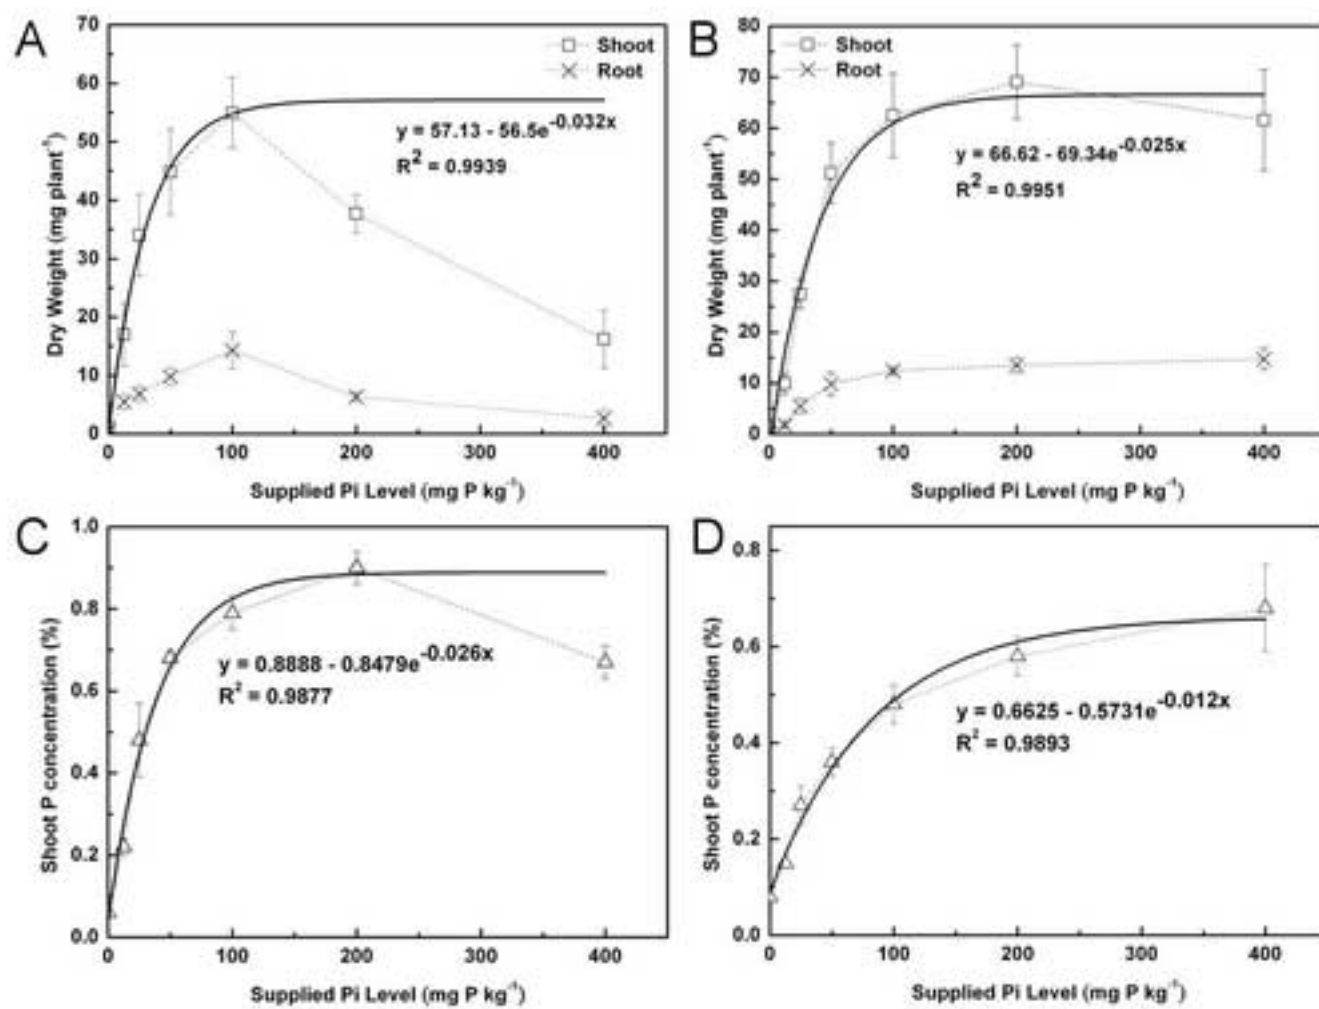 A
70
60
50
40
30
20
10
0
Dry Weight (mg plant⁻¹)
Shoot
Root
y = 57.13 - 56.5e^-0.032x
R² = 0.9939
0 100 200 300 400
Supplied Pi Level (mg P kg⁻¹)
B
80
70
60
50
40
30
20
10
0
Dry Weight (mg plant⁻¹)
Shoot
Root
y = 66.62 - 69.34e^-0.025x
R² = 0.9951
0 100 200 300 400
Supplied Pi Level (mg P kg⁻¹)
C
1.0
0.8
0.6
0.4
0.2
0.0
Shoot P concentration (%)
y = 0.8888 - 0.8479e^-0.026x
R² = 0.9877
0 100 200 300 400
Supplied Pi Level (mg P kg⁻¹)
D
0.8
0.6
0.4
0.2
0.0
Shoot P concentration (%)
y = 0.6625 - 0.5731e^-0.012x
R² = 0.9893
0 100 200 300 400
Supplied Pi Level (mg P kg⁻¹)